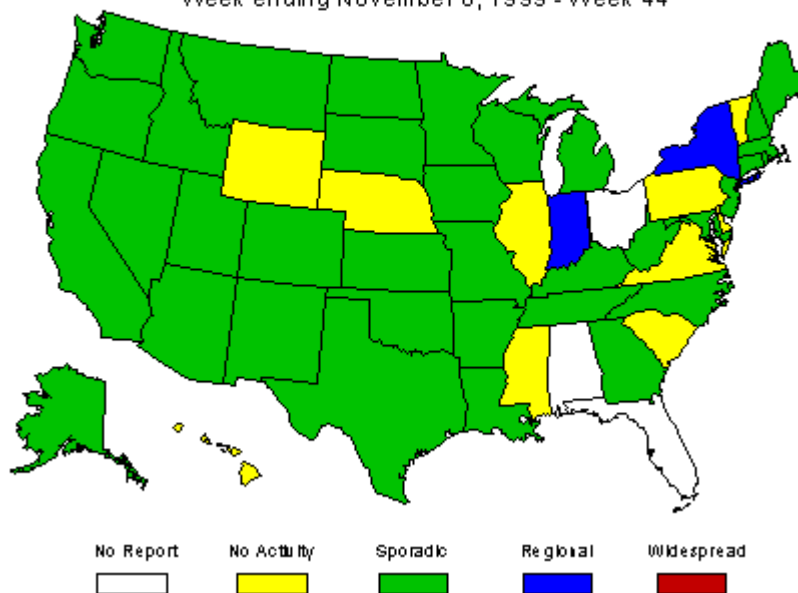 Week ending November 6, 1999 - Week 44
No Report No Activity Sporadic Regional Widespread